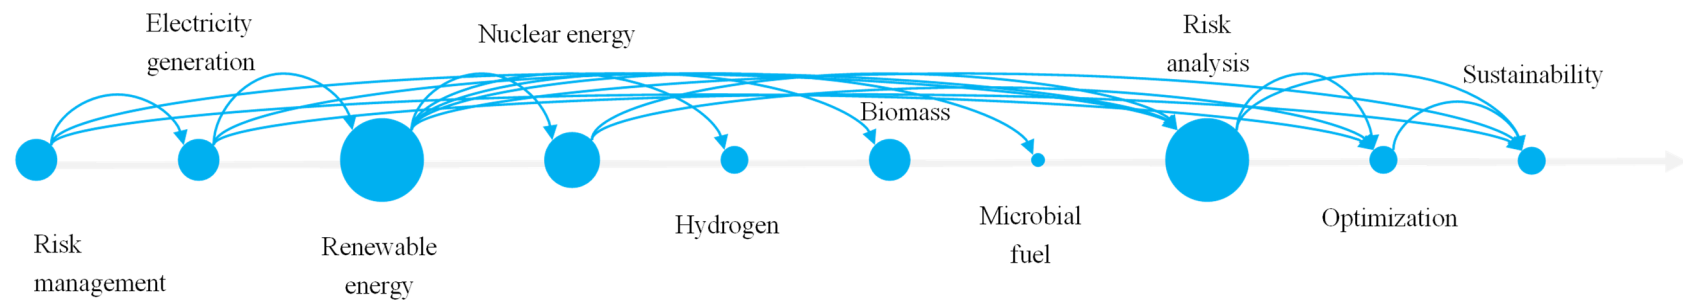 Electricity
generation
Nuclear energy
Risk
analysis
Sustainability
Biomass
Risk
management
Renewable
energy
Hydrogen
Microbial
fuel
Optimization